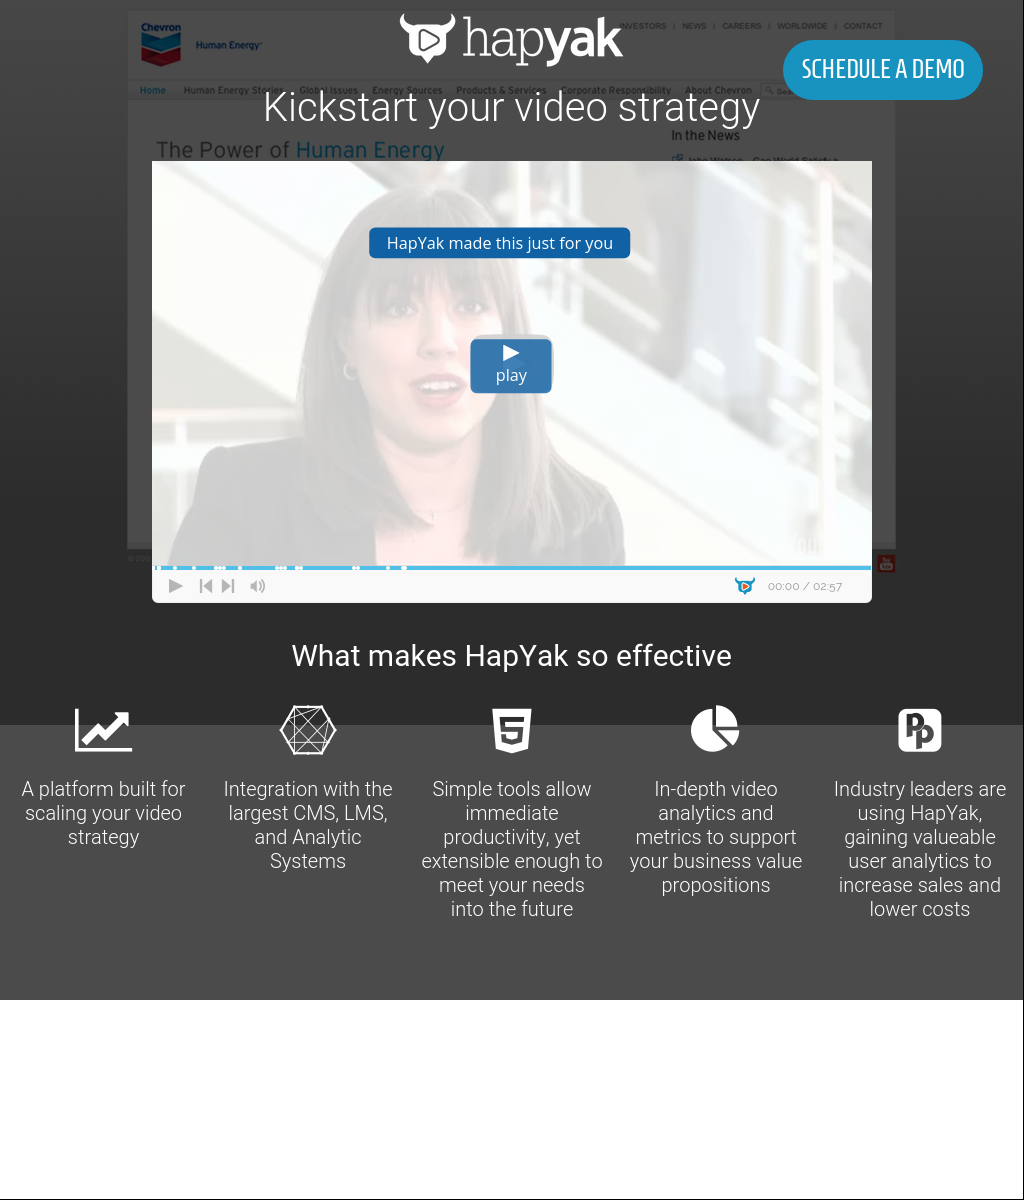 Chevron
Human Energy®
INVESTORS | NEWS | CAREERS | WORLDWIDE | CONTACT
hapyak
SCHEDULE A DEMO
Home Human Energy Stories Global Issues Energy Sources Products & Services Corporate Responsibility About Chevron
Kickstart your video strategy
In the News
The Power of Human Energy
HapYak made this just for you
play
You
00:00 / 02:57
What makes HapYak so effective
A platform built for
scaling your video
strategy
Integration with the
largest CMS, LMS,
and Analytic
Systems
Simple tools allow
immediate
productivity, yet
extensible enough to
meet your needs
into the future
In-depth video
analytics and
metrics to support
your business value
propositions
Industry leaders are
using HapYak,
gaining valueable
user analytics to
increase sales and
lower costs